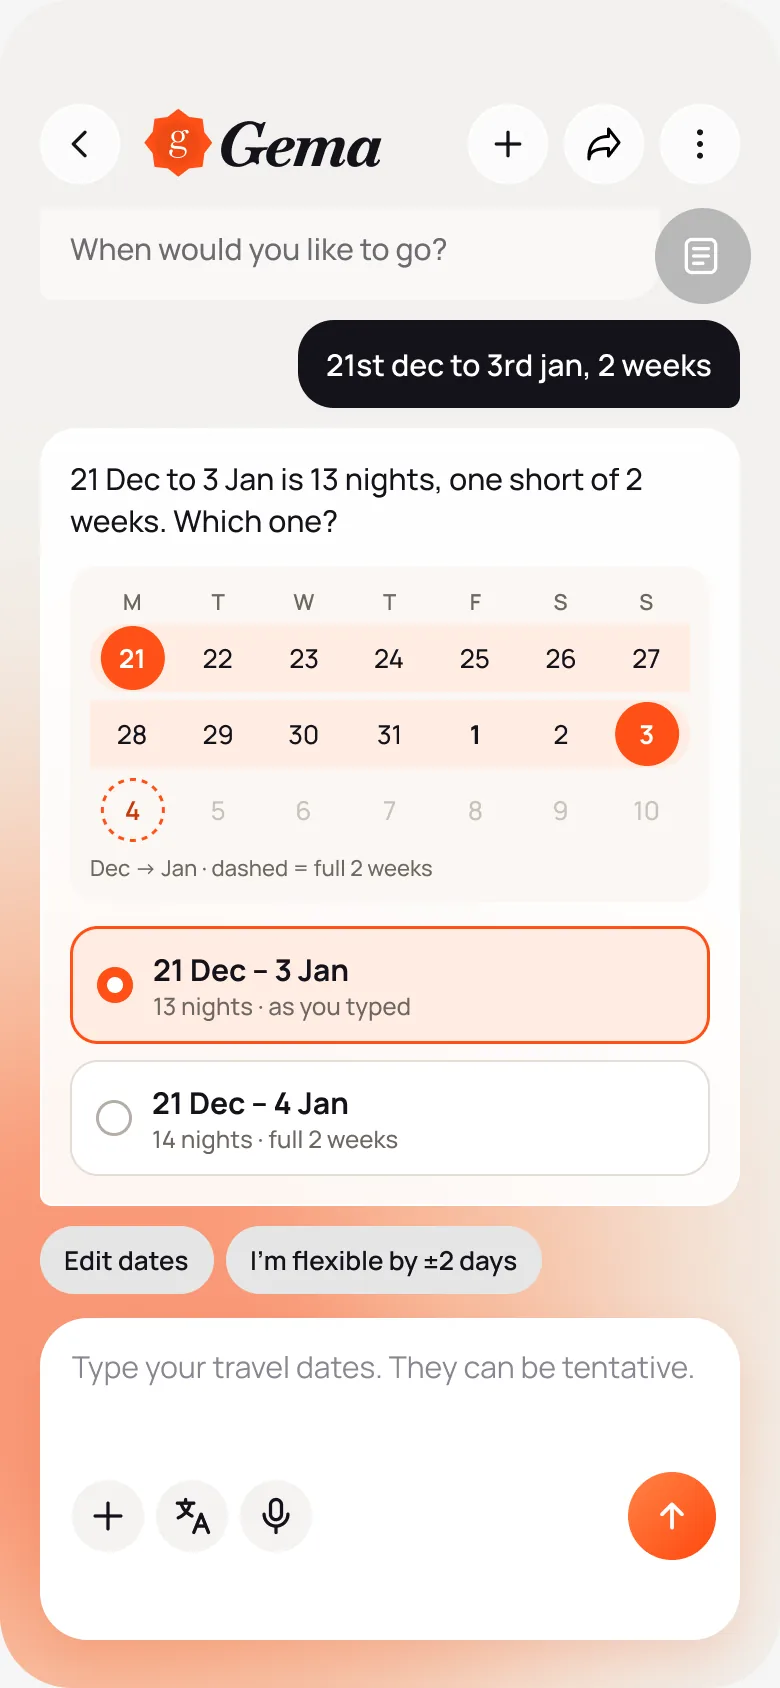 g Gema
When would you like to go?
21st dec to 3rd jan, 2 weeks
21 Dec to 3 Jan is 13 nights, one short of 2
weeks. Which one?
M T W T F S S
21 22 23 24 25 26 27
28 29 30 31 1 2 3
4 5 6 7 8 9 10
Dec → Jan · dashed = full 2 weeks
21 Dec – 3 Jan
13 nights · as you typed
21 Dec – 4 Jan
14 nights · full 2 weeks
Edit dates I'm flexible by ±2 days
Type your travel dates. They can be tentative.
文A